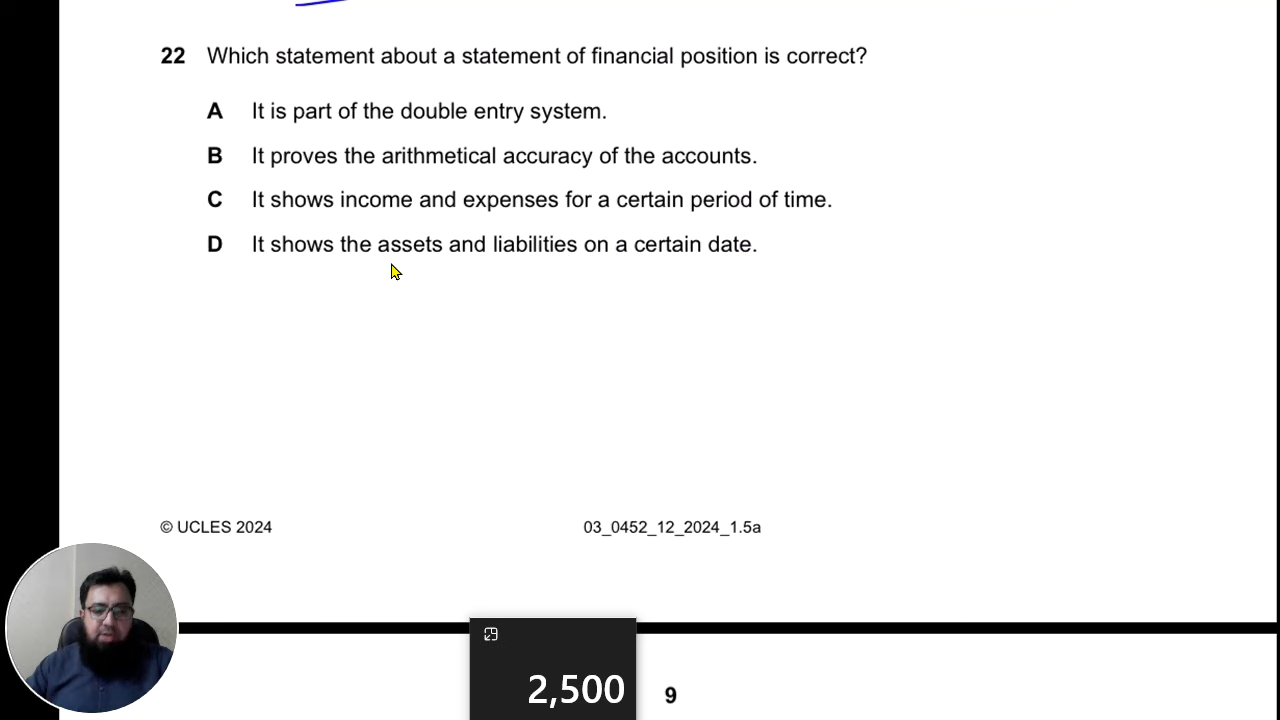 22 Which statement about a statement of financial position is correct?
A It is part of the double entry system.
B It proves the arithmetical accuracy of the accounts.
C It shows income and expenses for a certain period of time.
D It shows the assets and liabilities on a certain date.
© UCLES 2024 03_0452_12_2024_1.5a
2,500
9